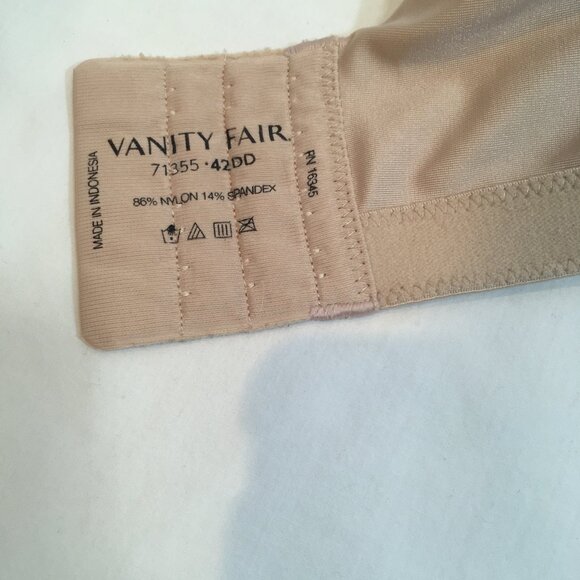 VANITY FAIR.
71355 • 42DD
86% NYLON 14% SPANDEX
MADE IN INDONESIA
RN 16345